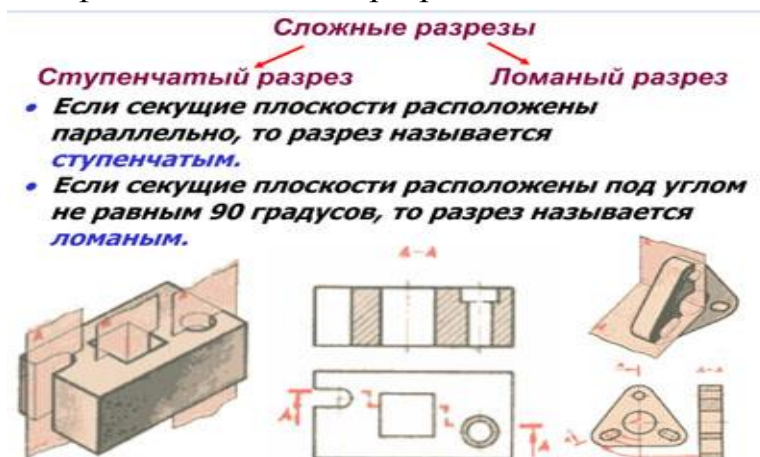 Сложные разрезы
Ступенчатый разрез Ломаный разрез
• Если секущие плоскости расположены
параллельно, то разрез называется
ступенчатым.
• Если секущие плоскости расположены под углом
не равным 90 градусов, то разрез называется
ломаным.
А-А
А
А
А-А